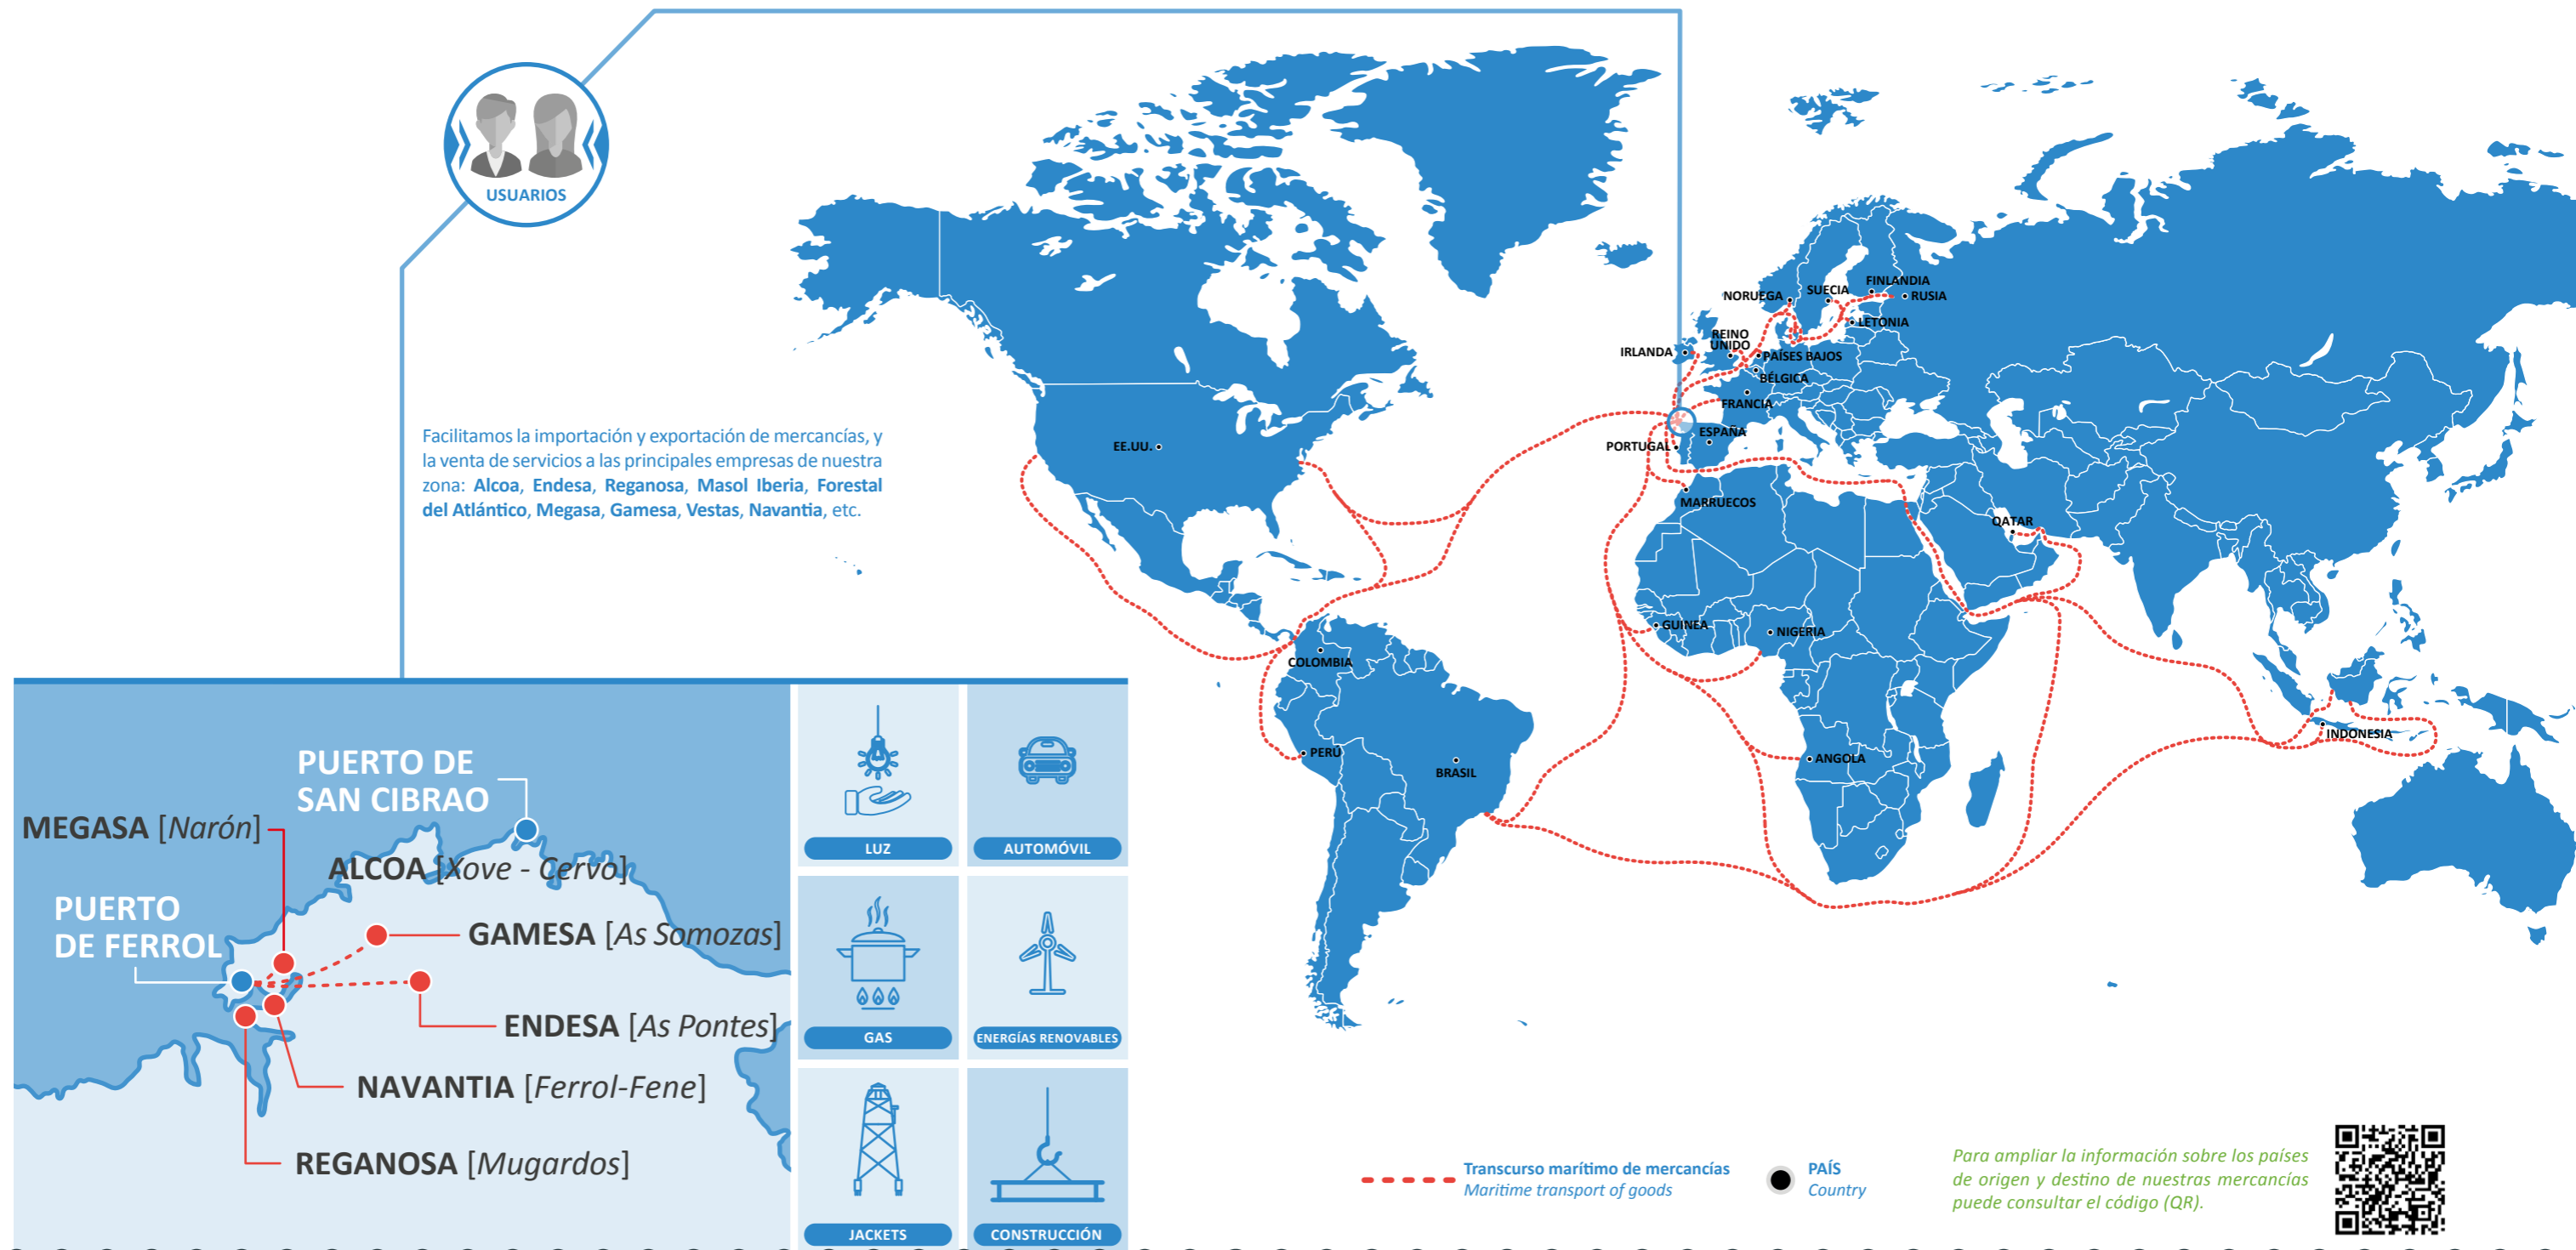 USUARIOS
Facilitamos la importación y exportación de mercancías, y
la venta de servicios a las principales empresas de nuestra
zona: Alcoa, Endesa, Reganosa, Masol Iberia, Forestal
del Atlántico, Megasa, Gamesa, Vestas, Navantia, etc.
FINLANDIA
SUECIA
NORUEGA
RUSIA
LETONIA
REINO
UNIDO
IRLANDA
PAÍSES BAJOS
BÉLGICA
FRANCIA
ESPAÑA
PORTUGAL
EE.UU.
MARRUECOS
QATAR
GUINEA
NIGERIA
COLOMBIA
INDONESIA
PERÚ
ANGOLA
BRASIL
PUERTO DE
SAN CIBRAO
MEGASA [Narón]
ALCOA [Xove - Cervo]
PUERTO
DE FERROL
GAMESA [As Somozas]
ENDESA [As Pontes]
NAVANTIA [Ferrol-Fene]
REGANOSA [Mugardos]
LUZ
AUTOMÓVIL
GAS
ENERGÍAS RENOVABLES
JACKETS
CONSTRUCCIÓN
Transcurso marítimo de mercancías
Maritime transport of goods
PAÍS
Country
Para ampliar la información sobre los países
de origen y destino de nuestras mercancías
puede consultar el código (QR).